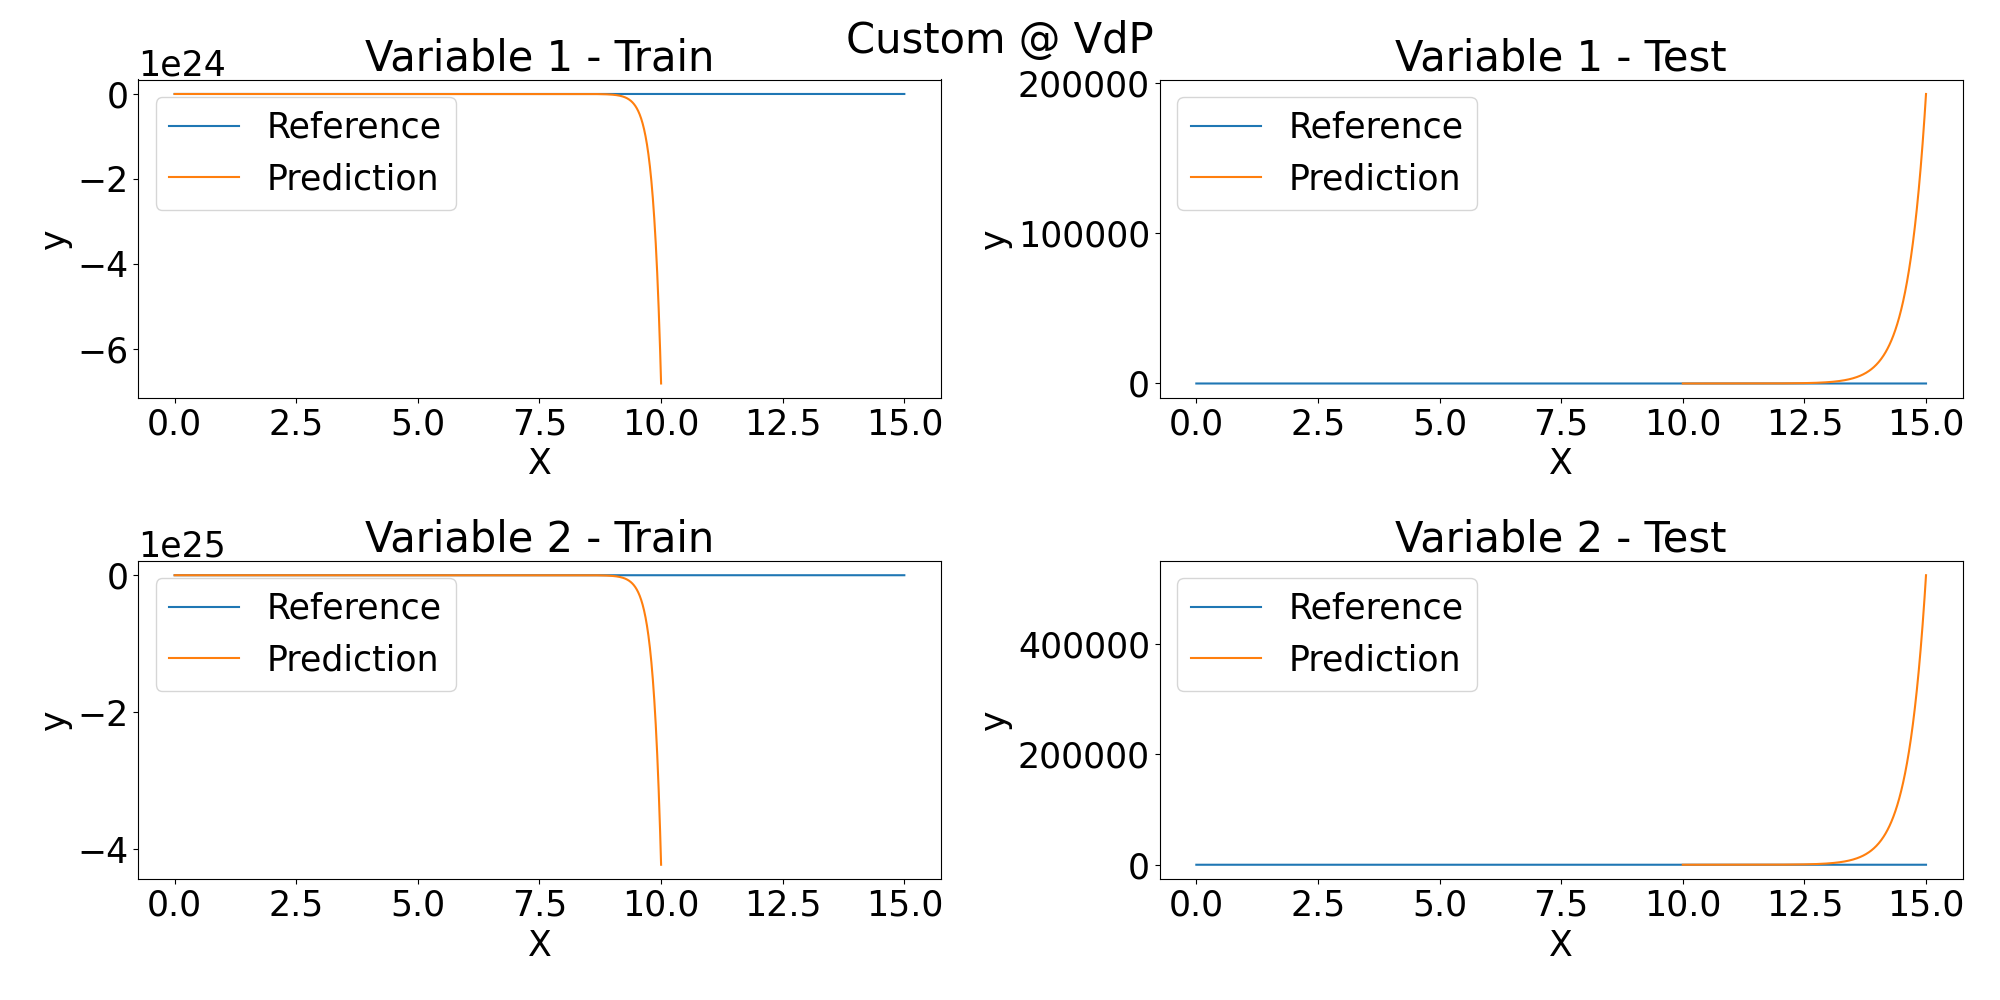 Custom @ VdP
Variable 1 - Train
1e24
0
−2
−4
−6
y
Reference
Prediction
0.0 2.5 5.0 7.5 10.0 12.5 15.0
X
Variable 1 - Test
200000
100000
0
y
Reference
Prediction
0.0 2.5 5.0 7.5 10.0 12.5 15.0
X
Variable 2 - Train
1e25
0
−2
−4
y
Reference
Prediction
0.0 2.5 5.0 7.5 10.0 12.5 15.0
X
Variable 2 - Test
400000
200000
0
y
Reference
Prediction
0.0 2.5 5.0 7.5 10.0 12.5 15.0
X